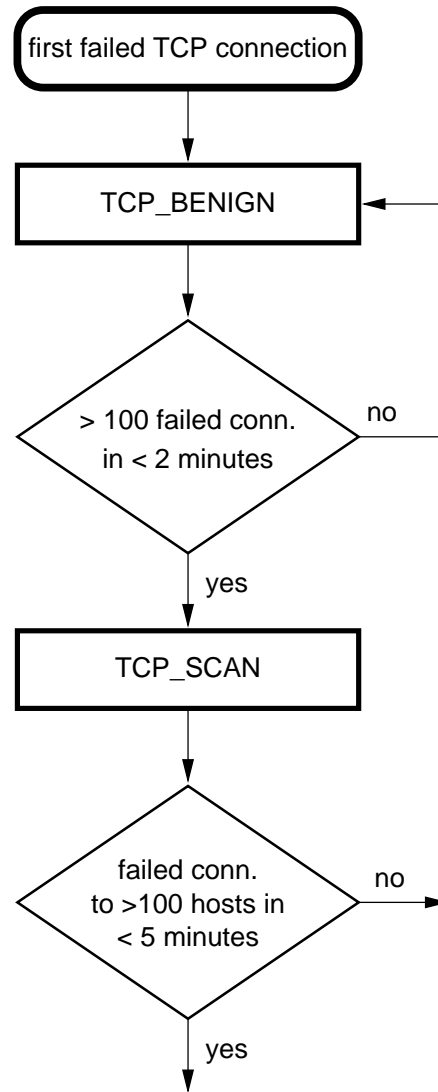 first failed TCP connection
TCP_BENIGN
> 100 failed conn.
in < 2 minutes
no
yes
TCP_SCAN
failed conn.
to >100 hosts in
< 5 minutes
no
yes